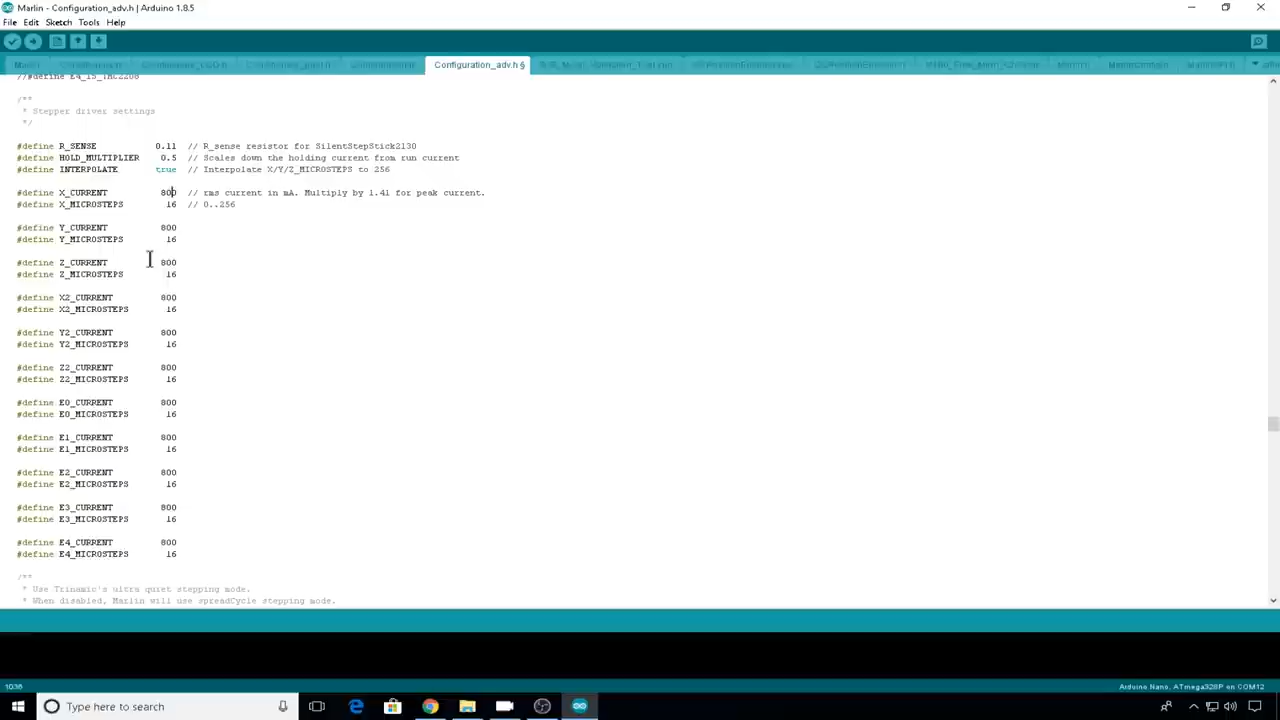 Marlin - Configuration_adv.h | Arduino 1.8.5
File Edit Sketch Tools Help
Configuration_adv.h §
//#define E4_IS_TMC2208
/**
* Stepper driver settings
*/
#define R_SENSE 0.11 // R_sense resistor for SilentStepStick2130
#define HOLD_MULTIPLIER 0.5 // Scales down the holding current from run current
#define INTERPOLATE true // Interpolate X/Y/Z_MICROSTEPS to 256
#define X_CURRENT 800 // rms current in mA. Multiply by 1.41 for peak current.
#define X_MICROSTEPS 16 // 0..256
#define Y_CURRENT 800
#define Y_MICROSTEPS 16
#define Z_CURRENT 800
#define Z_MICROSTEPS 16
#define X2_CURRENT 800
#define X2_MICROSTEPS 16
#define Y2_CURRENT 800
#define Y2_MICROSTEPS 16
#define Z2_CURRENT 800
#define Z2_MICROSTEPS 16
#define E0_CURRENT 800
#define E0_MICROSTEPS 16
#define E1_CURRENT 800
#define E1_MICROSTEPS 16
#define E2_CURRENT 800
#define E2_MICROSTEPS 16
#define E3_CURRENT 800
#define E3_MICROSTEPS 16
#define E4_CURRENT 800
#define E4_MICROSTEPS 16
/**
* Use Trinamic's ultra quiet stepping mode.
* When disabled, Marlin will use spreadCycle stepping mode.
1036 Arduino Nano, ATmega328P on COM12
Type here to search